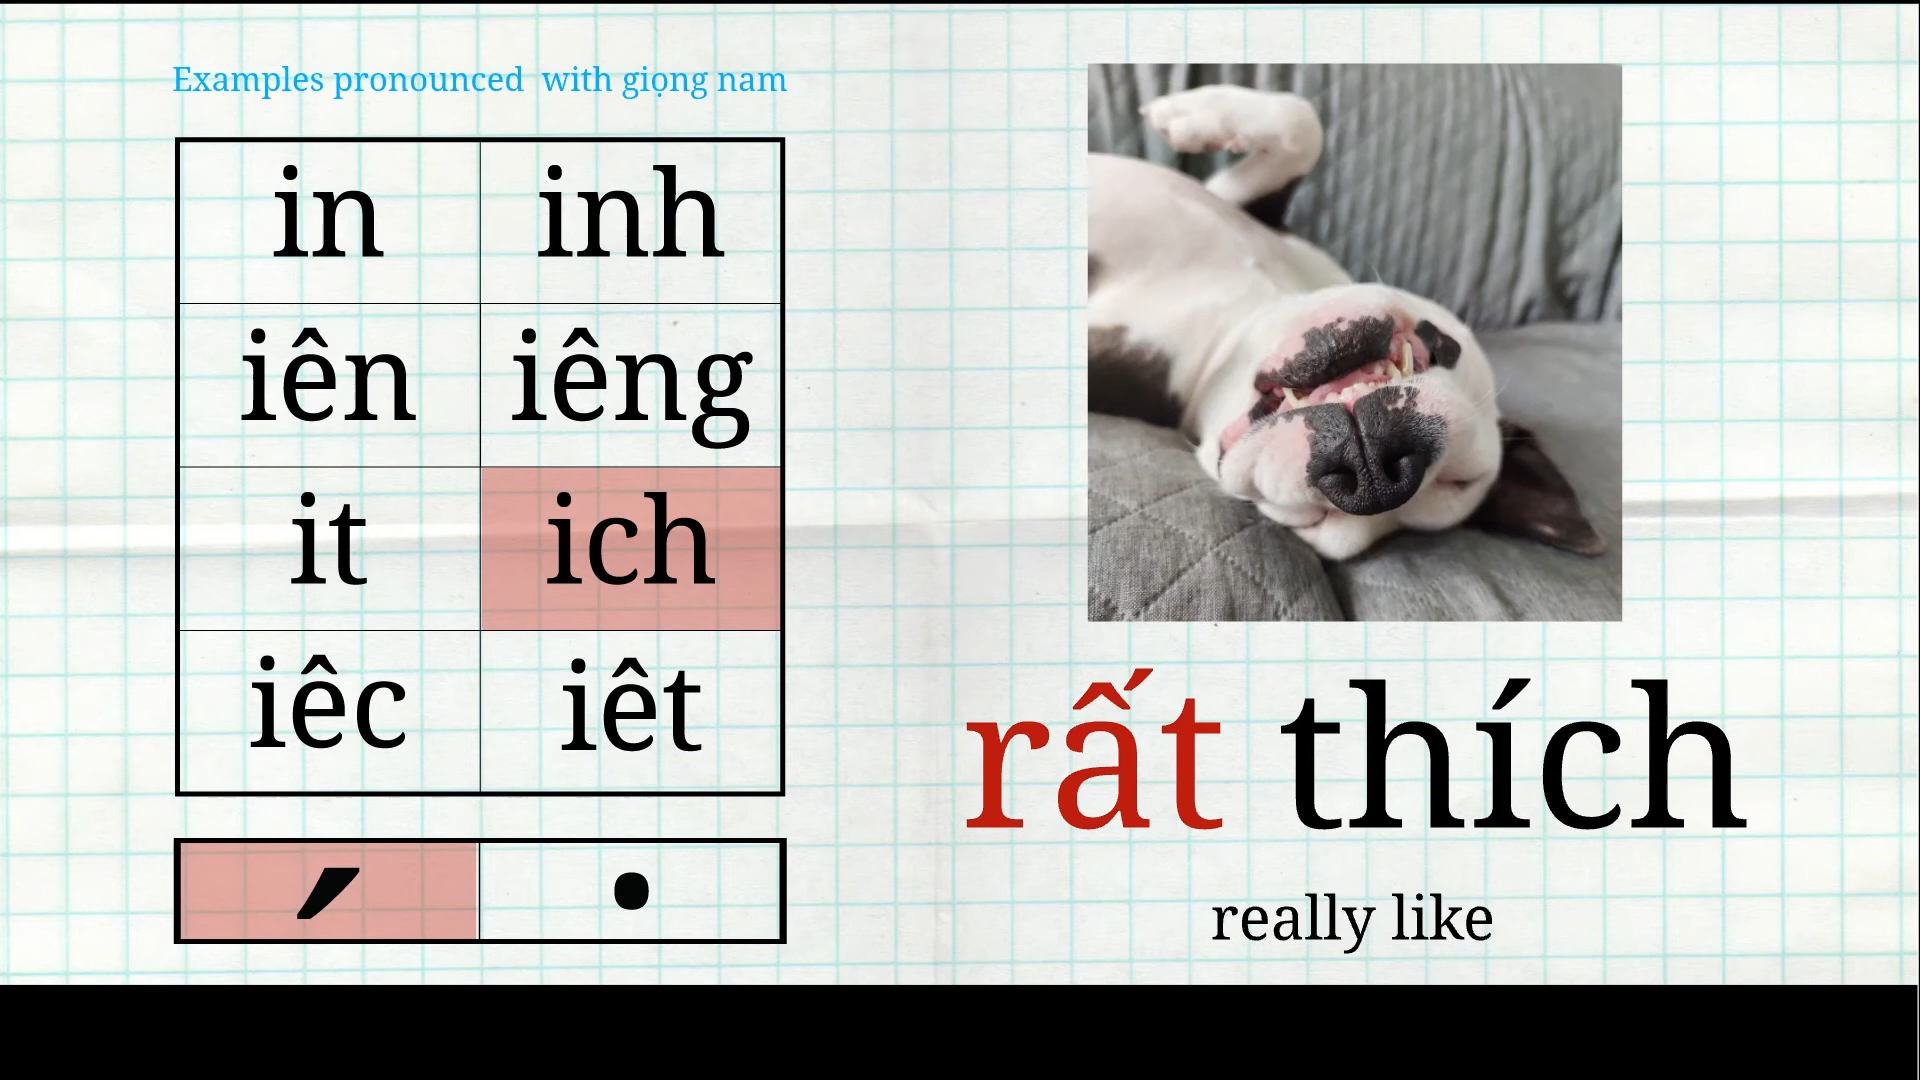 Examples pronounced with giọng nam
in inh
iên iêng
it ich
iêc iêt
´ •
rất thích
really like